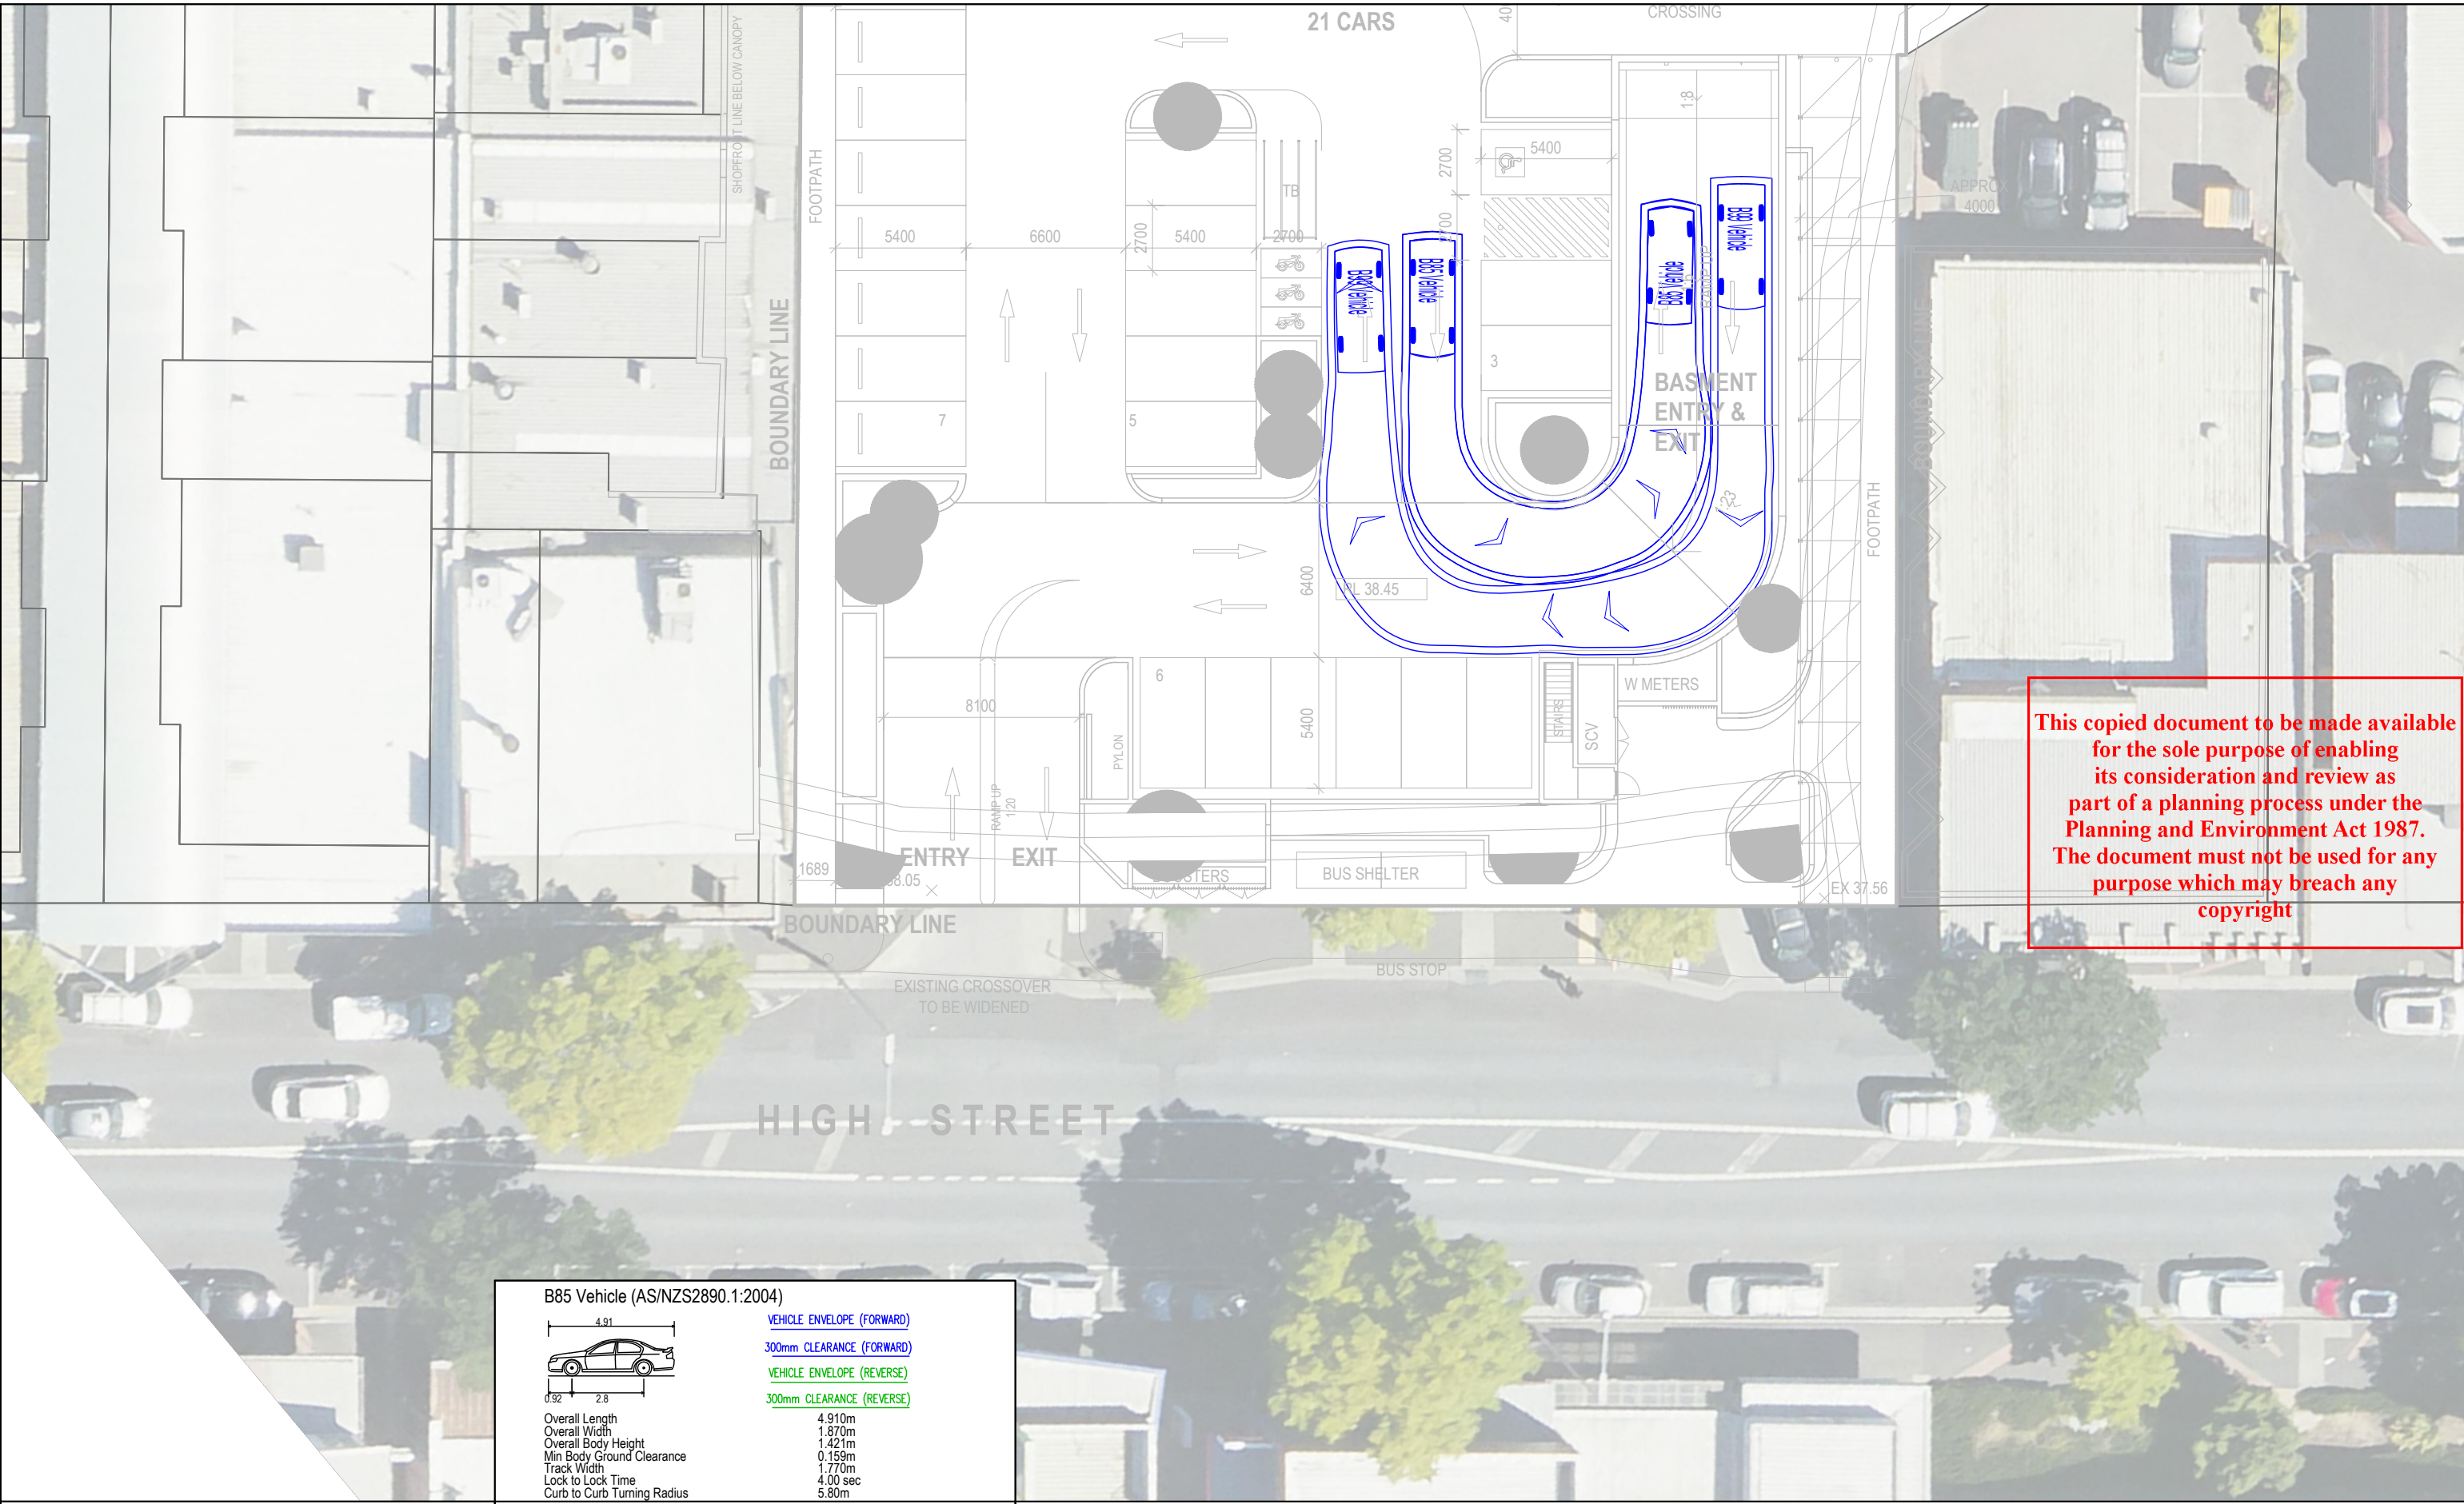 21 CARS
40
CROSSING
SHOPFRONT LINE BELOW CANOPY
FOOTPATH
BOUNDARY LINE
1:8
5400
2700
TB
APPROX
4000
5400
6600
5400
2700
2700
2700
B85 Vehicle
B85 Vehicle
B99 Vehicle
7
5
3
BASMENT
ENTRY &
EXIT
BOUNDARY LINE
FOOTPATH
6400
RL 38.45
6
8100
5400
PYLON
STAIRS
SCV
W METERS
RAMP UP
1:20
ENTRY
EXIT
1689
BUS SHELTER
EX 37.56
BOUNDARY LINE
BUS STOP
EXISTING CROSSOVER
TO BE WIDENED
HIGH STREET
This copied document to be made available
for the sole purpose of enabling
its consideration and review as
part of a planning process under the
Planning and Environment Act 1987.
The document must not be used for any
purpose which may breach any
copyright
B85 Vehicle (AS/NZS2890.1:2004)
4.91
0.92
2.8
VEHICLE ENVELOPE (FORWARD)
300mm CLEARANCE (FORWARD)
VEHICLE ENVELOPE (REVERSE)
300mm CLEARANCE (REVERSE)
Overall Length 4.910m
Overall Width 1.870m
Overall Body Height 1.421m
Min Body Ground Clearance 0.159m
Track Width 1.770m
Lock to Lock Time 4.00 sec
Curb to Curb Turning Radius 5.80m